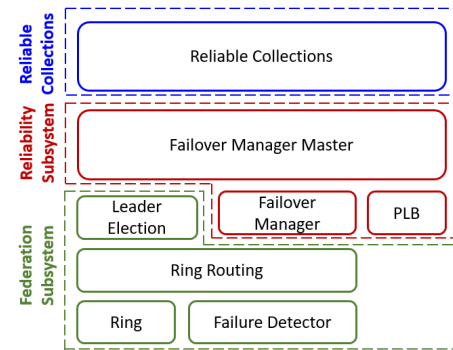 Reliable
Collections
Reliable Collections
Reliability
Subsystem
Failover Manager Master
Failover
Manager
PLB
Federation
Subsystem
Leader
Election
Ring Routing
Ring
Failure Detector